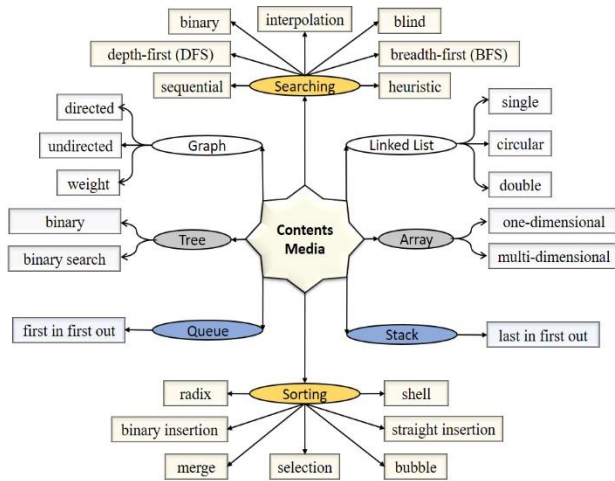 binary
interpolation
blind
depth-first (DFS)
breadth-first (BFS)
sequential
Searching
heuristic
directed
undirected
weight
Graph
Linked List
single
circular
double
binary
binary search
Tree
Contents
Media
Array
one-dimensional
multi-dimensional
first in first out
Queue
Stack
last in first out
radix
Sorting
shell
binary insertion
straight insertion
merge
selection
bubble